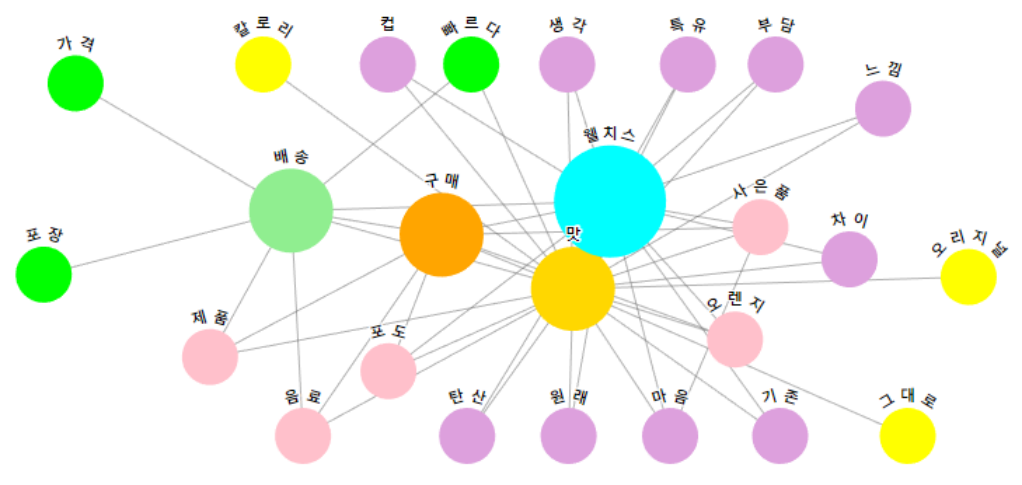 가격
칼로리
컵
빠르다
생각
특유
부담
느낌
배송
구매
웰치스
맛
사은품
차이
오리지널
포장
제품
포도
오렌지
음료
탄산
원래
마음
기존
그대로